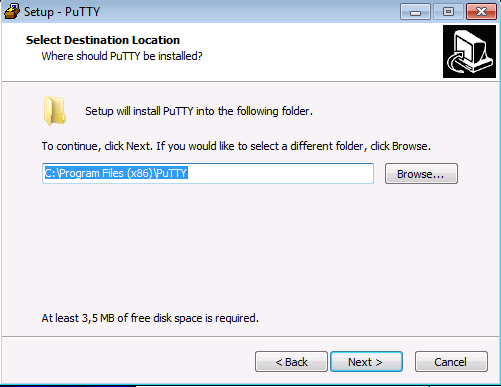 Setup - PuTTY
Select Destination Location
Where should PuTTY be installed?
Setup will install PuTTY into the following folder.
To continue, click Next. If you would like to select a different folder, click Browse.
C:\Program Files (x86)\PuTTY
Browse...
At least 3,5 MB of free disk space is required.
< Back
Next >
Cancel